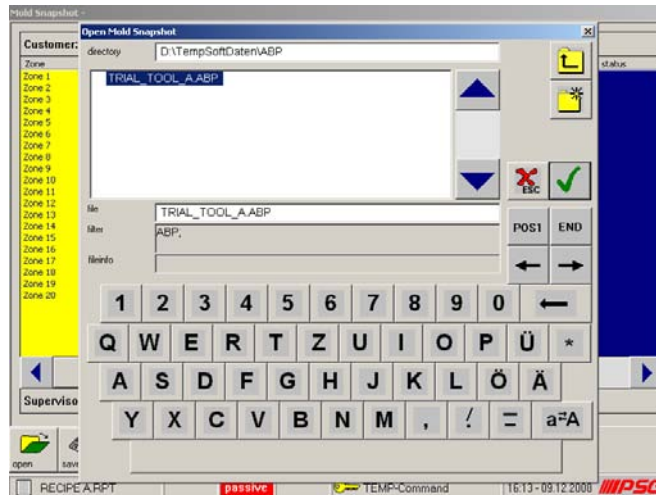 Mold Snapshot -
Open Mold Snapshot
Customer:
directory D:\TempSoftDaten\ABP
Zone
status
TRIAL_TOOL_A.ABP
Zone 1
Zone 2
Zone 3
Zone 4
Zone 5
Zone 6
Zone 7
Zone 8
Zone 9
Zone 10
Zone 11
Zone 12
Zone 13
Zone 14
Zone 15
Zone 16
Zone 17
Zone 18
Zone 19
Zone 20
ESC
file TRIAL_TOOL_A.ABP
filter ABP;
fileinfo
POS1 END
1 2 3 4 5 6 7 8 9 0
Q W E R T Z U I O P Ü *
A S D F G H J K L Ö Ä
Y X C V B N M , / = a⇄A
Superviso
open save
RECIPE A.RPT passive TEMP-Command 16:13 - 09.12.2000 PSG